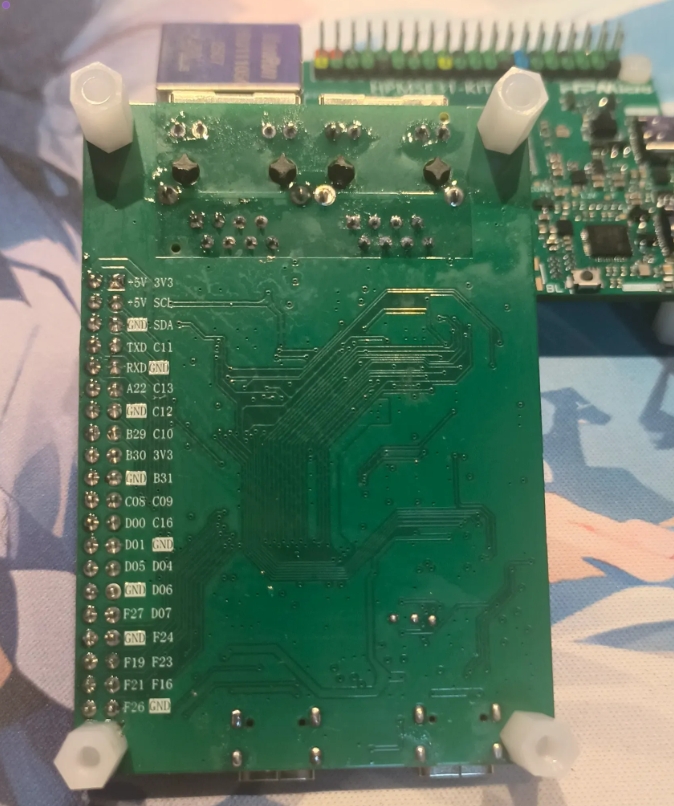 +5V 3V3
+5V SCL
GND SDA
TXD C11
RXD GND
A22 C13
GND C12
B29 C10
B30 3V3
GND B31
C08 C09
D00 C16
D01 GND
D05 D04
GND D06
F27 D07
GND F24
F19 F23
F21 F16
F26 GND